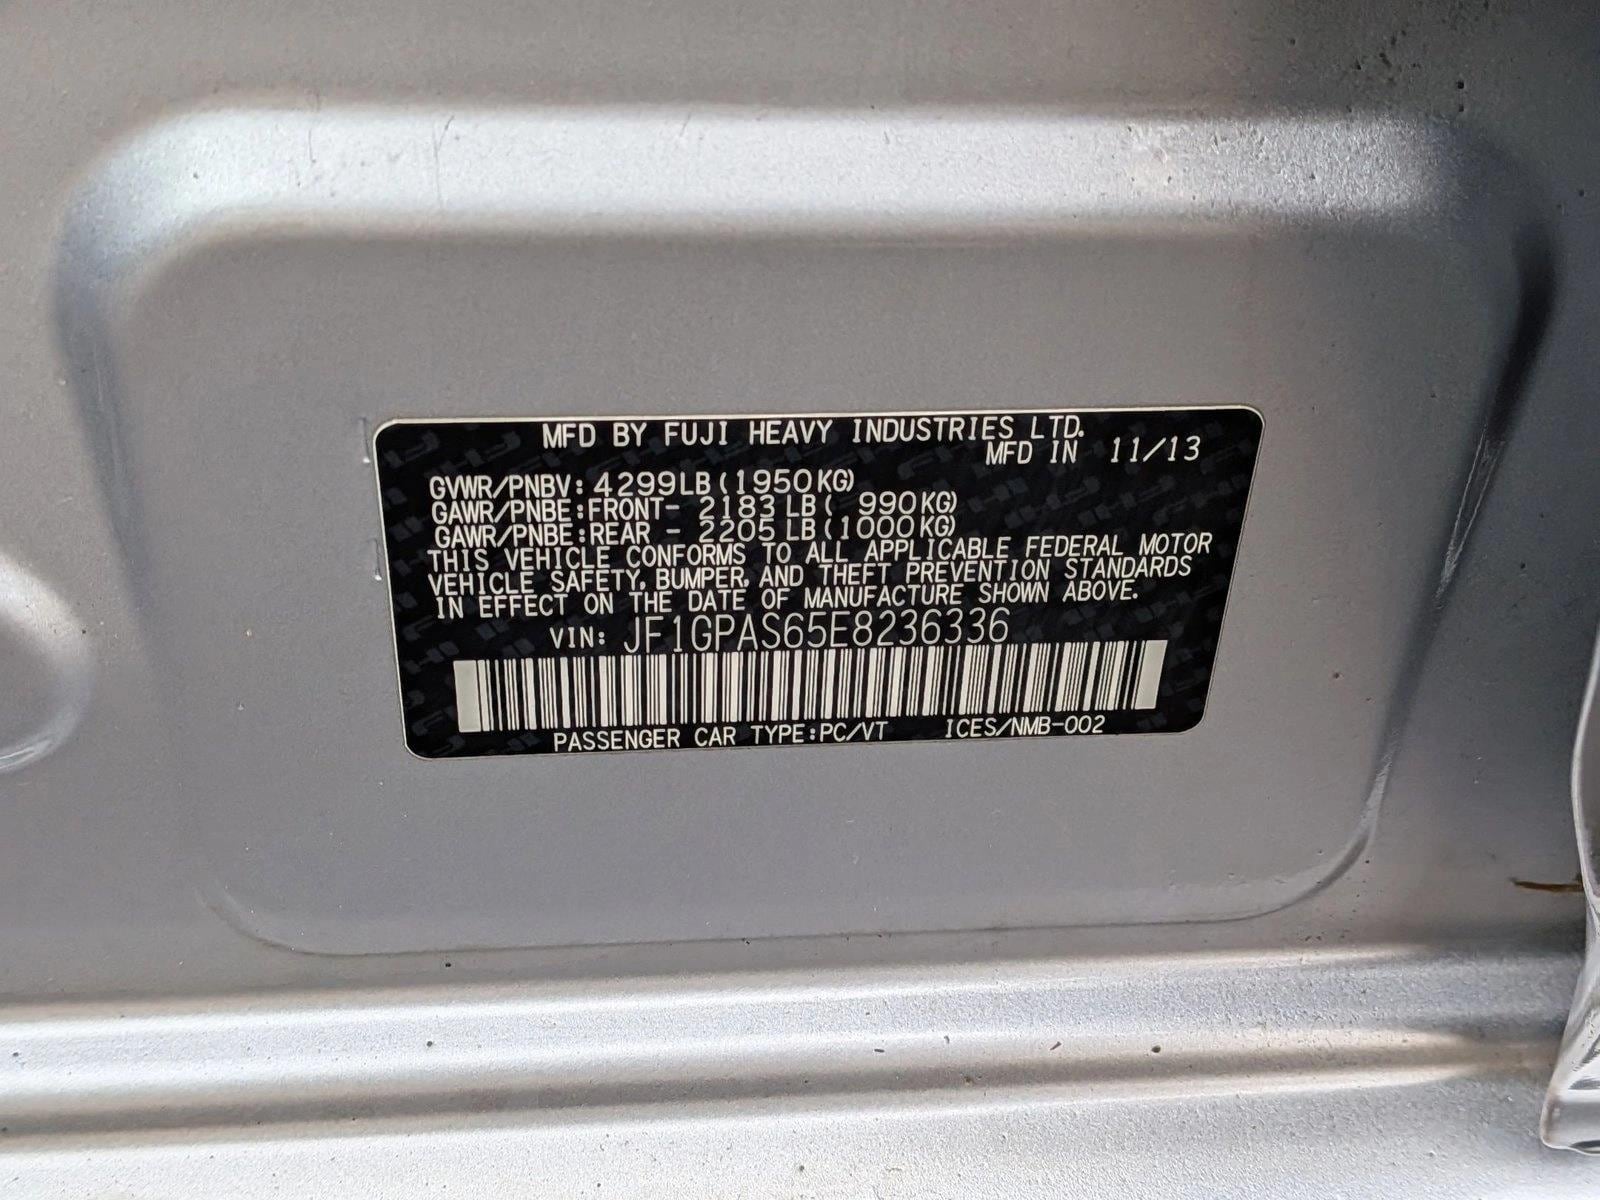 MFD BY FUJI HEAVY INDUSTRIES LTD.
MFD IN 11/13
GVWR/PNBV: 4299LB(1950KG)
GAWR/PNBE:FRONT- 2183LB( 990KG)
GAWR/PNBE:REAR - 2205LB(1000KG)
THIS VEHICLE CONFORMS TO ALL APPLICABLE FEDERAL MOTOR
VEHICLE SAFETY, BUMPER, AND THEFT PREVENTION STANDARDS
IN EFFECT ON THE DATE OF MANUFACTURE SHOWN ABOVE.
VIN: JF1GPAS65E8236336
PASSENGER CAR TYPE:PC/VT ICES/NMB-002